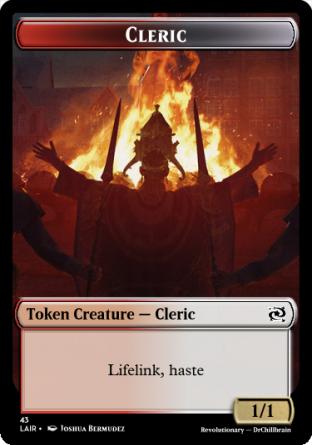 CLERIC
Token Creature — Cleric
Lifelink, haste
1/1
43
LAIR • JOSHUA BERMUDEZ
Revolutionary — DrChillbrain